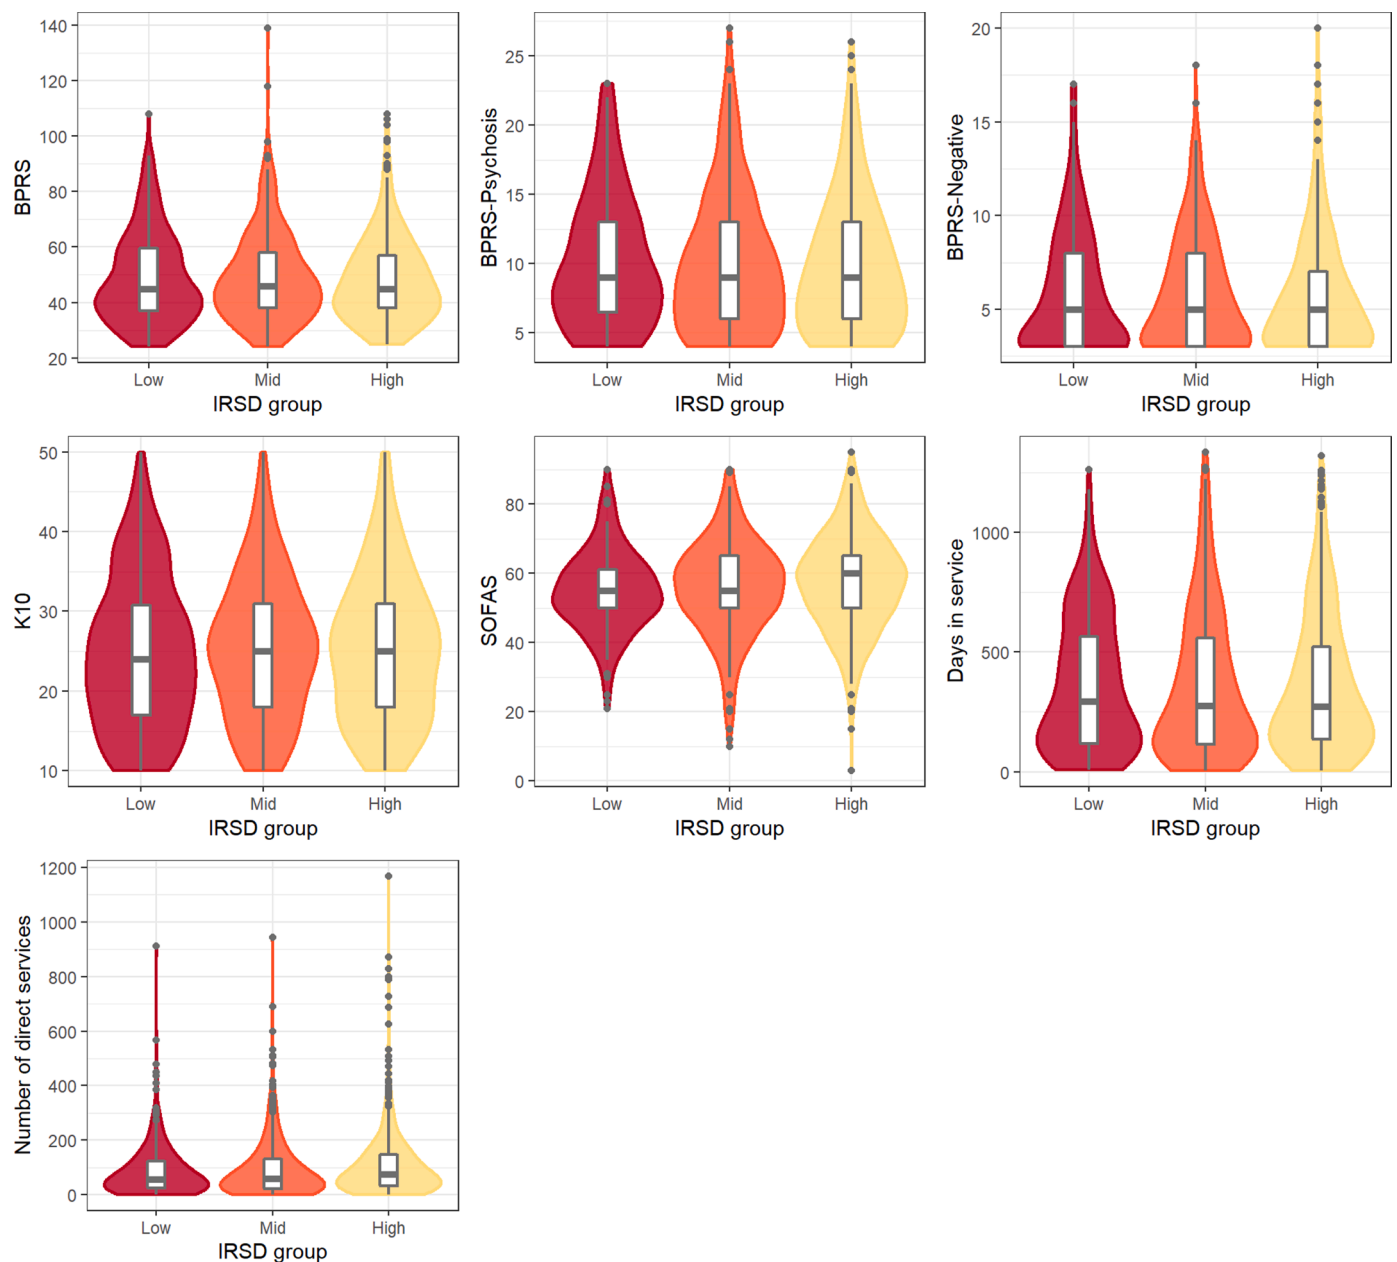 BPRS
140
120
100
80
60
40
20
Low Mid High
IRSD group
BPRS-Psychosis
25
20
15
10
5
Low Mid High
IRSD group
BPRS-Negative
20
15
10
5
Low Mid High
IRSD group
K10
50
40
30
20
10
Low Mid High
IRSD group
SOFAS
80
60
40
20
0
Low Mid High
IRSD group
Days in service
1000
500
0
Low Mid High
IRSD group
Number of direct services
1200
1000
800
600
400
200
0
Low Mid High
IRSD group